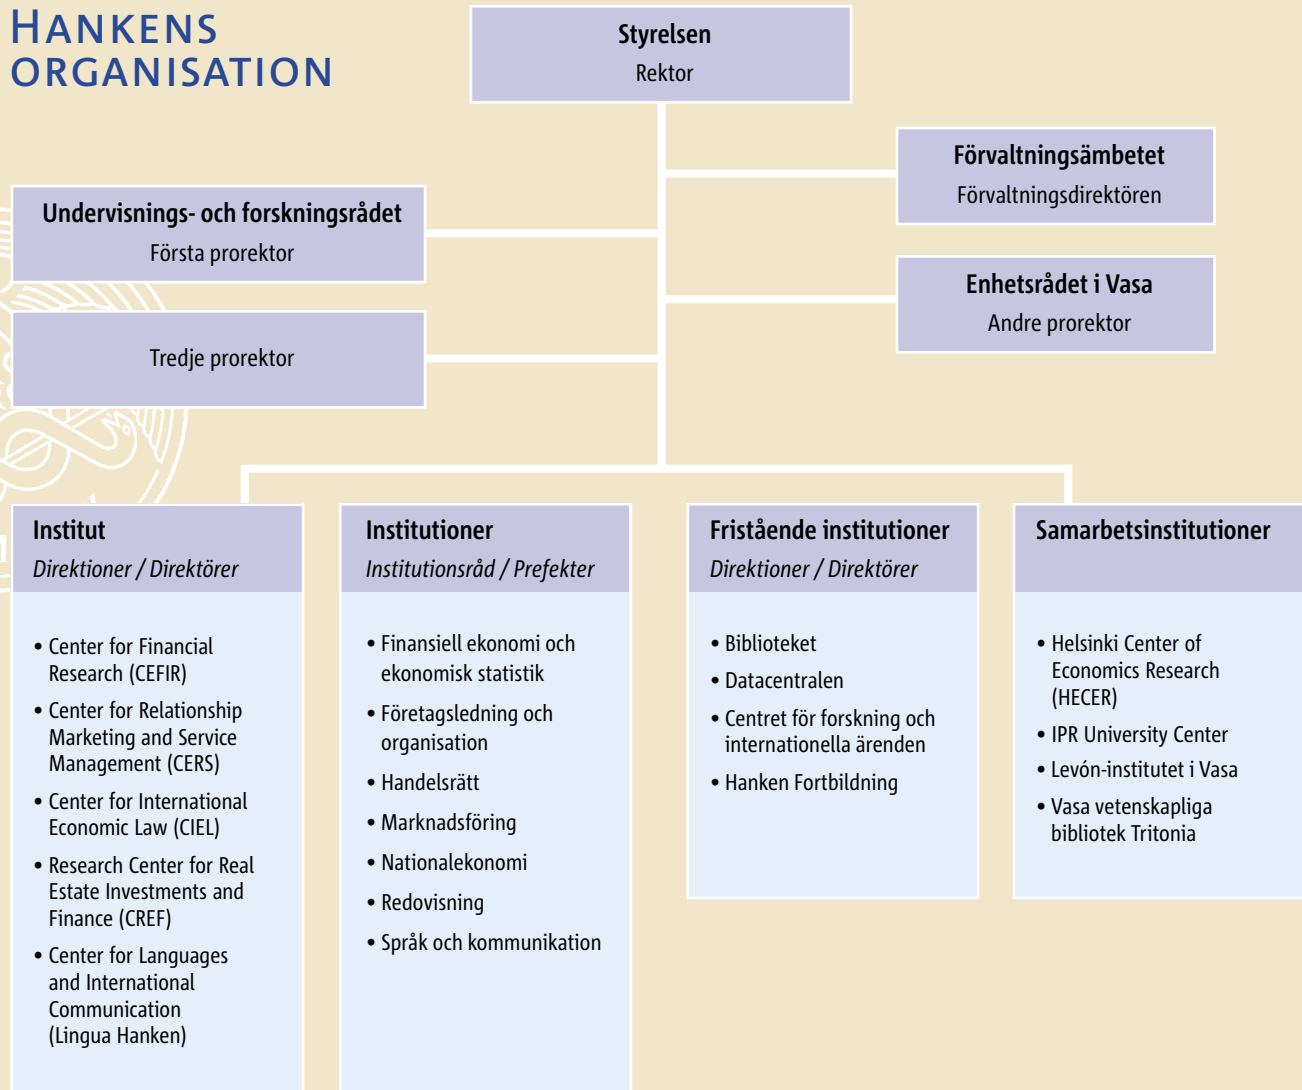 HANKENS
ORGANISATION
Styrelsen
Rektor
Förvaltningsämbetet
Förvaltningsdirektören
Undervisnings- och forskningsrådet
Första prorektor
Enhetsrådet i Vasa
Andre prorektor
Tredje prorektor
Institut
Direktioner / Direktörer
• Center for Financial
Research (CEFIR)
• Center for Relationship
Marketing and Service
Management (CERS)
• Center for International
Economic Law (CIEL)
• Research Center for Real
Estate Investments and
Finance (CREF)
• Center for Languages
and International
Communication
(Lingua Hanken)
Institutioner
Institutionsråd / Prefekter
• Finansiell ekonomi och
ekonomisk statistik
• Företagsledning och
organisation
• Handelsrätt
• Marknadsföring
• Nationalekonomi
• Redovisning
• Språk och kommunikation
Fristående institutioner
Direktioner / Direktörer
• Biblioteket
• Datacentralen
• Centret för forskning och
internationella ärenden
• Hanken Fortbildning
Samarbetsinstitutioner
• Helsinki Center of
Economics Research
(HECER)
• IPR University Center
• Levón-institutet i Vasa
• Vasa vetenskapliga
bibliotek Tritonia